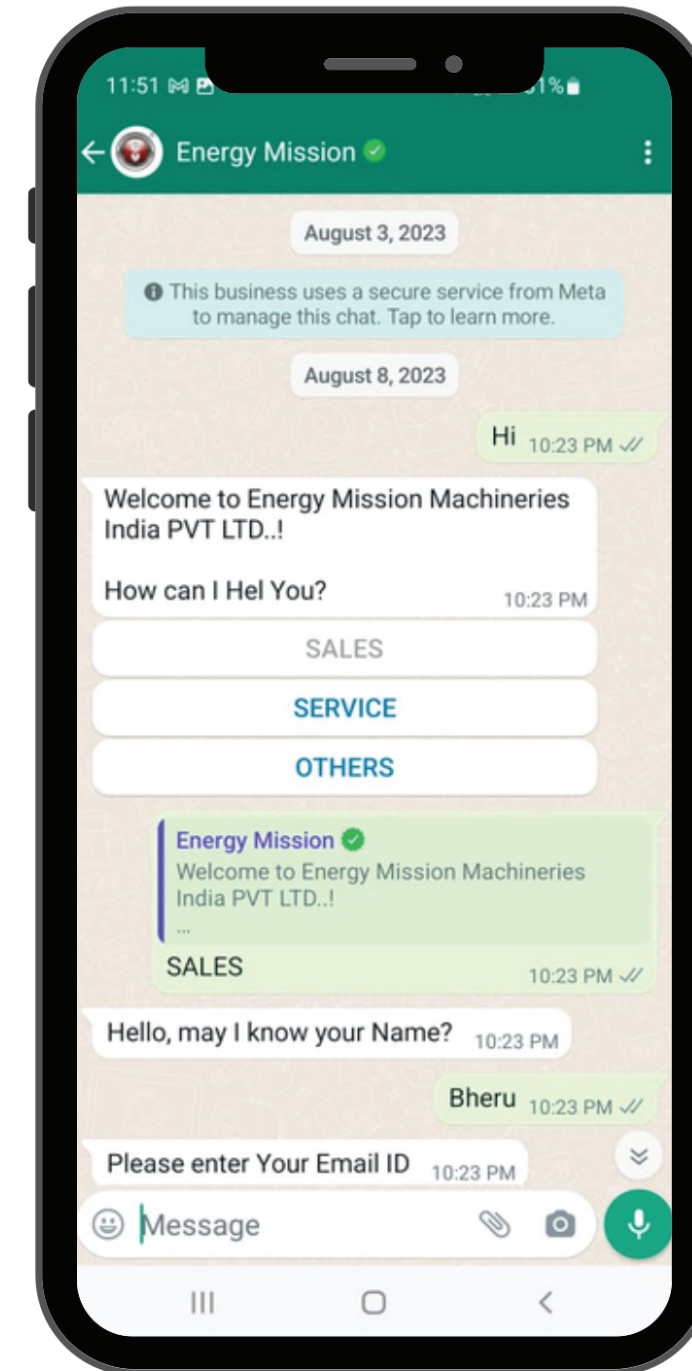 11:51
1%
Energy Mission
August 3, 2023
This business uses a secure service from Meta
to manage this chat. Tap to learn more.
August 8, 2023
Hi 10:23 PM
Welcome to Energy Mission Machineries
India PVT LTD..!
How can I Hel You?
10:23 PM
SALES
SERVICE
OTHERS
Energy Mission
Welcome to Energy Mission Machineries
India PVT LTD..!
...
SALES
10:23 PM
Hello, may I know your Name? 10:23 PM
Bheru 10:23 PM
Please enter Your Email ID 10:23 PM
Message